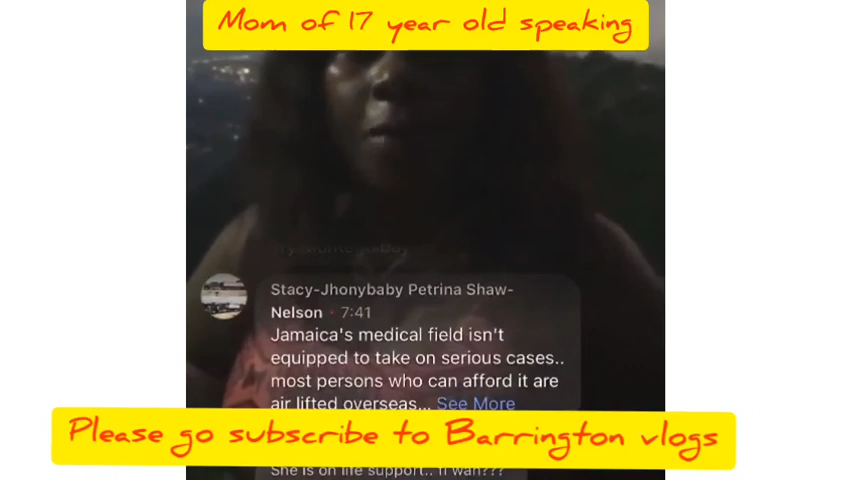 Mom of 17 year old speaking
Stacy-Jhonybaby Petrina Shaw-
Nelson • 7:41
Jamaica's medical field isn't
equipped to take on serious cases..
most persons who can afford it are
air lifted overseas... See More
Please go subscribe to Barrington vlogs
She is on life support..